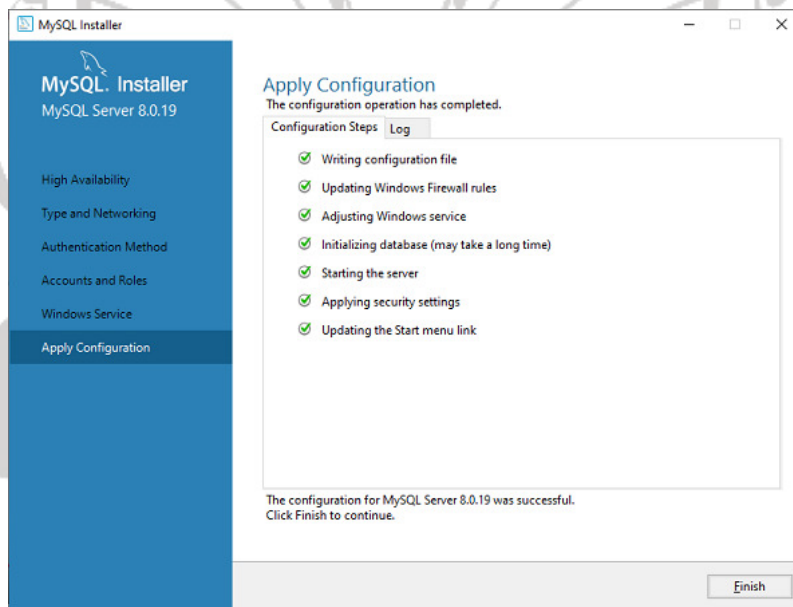 MySQL Installer
MySQL. Installer
MySQL Server 8.0.19
High Availability
Type and Networking
Authentication Method
Accounts and Roles
Windows Service
Apply Configuration
Apply Configuration
The configuration operation has completed.
Configuration Steps Log
Writing configuration file
Updating Windows Firewall rules
Adjusting Windows service
Initializing database (may take a long time)
Starting the server
Applying security settings
Updating the Start menu link
The configuration for MySQL Server 8.0.19 was successful.
Click Finish to continue.
Finish